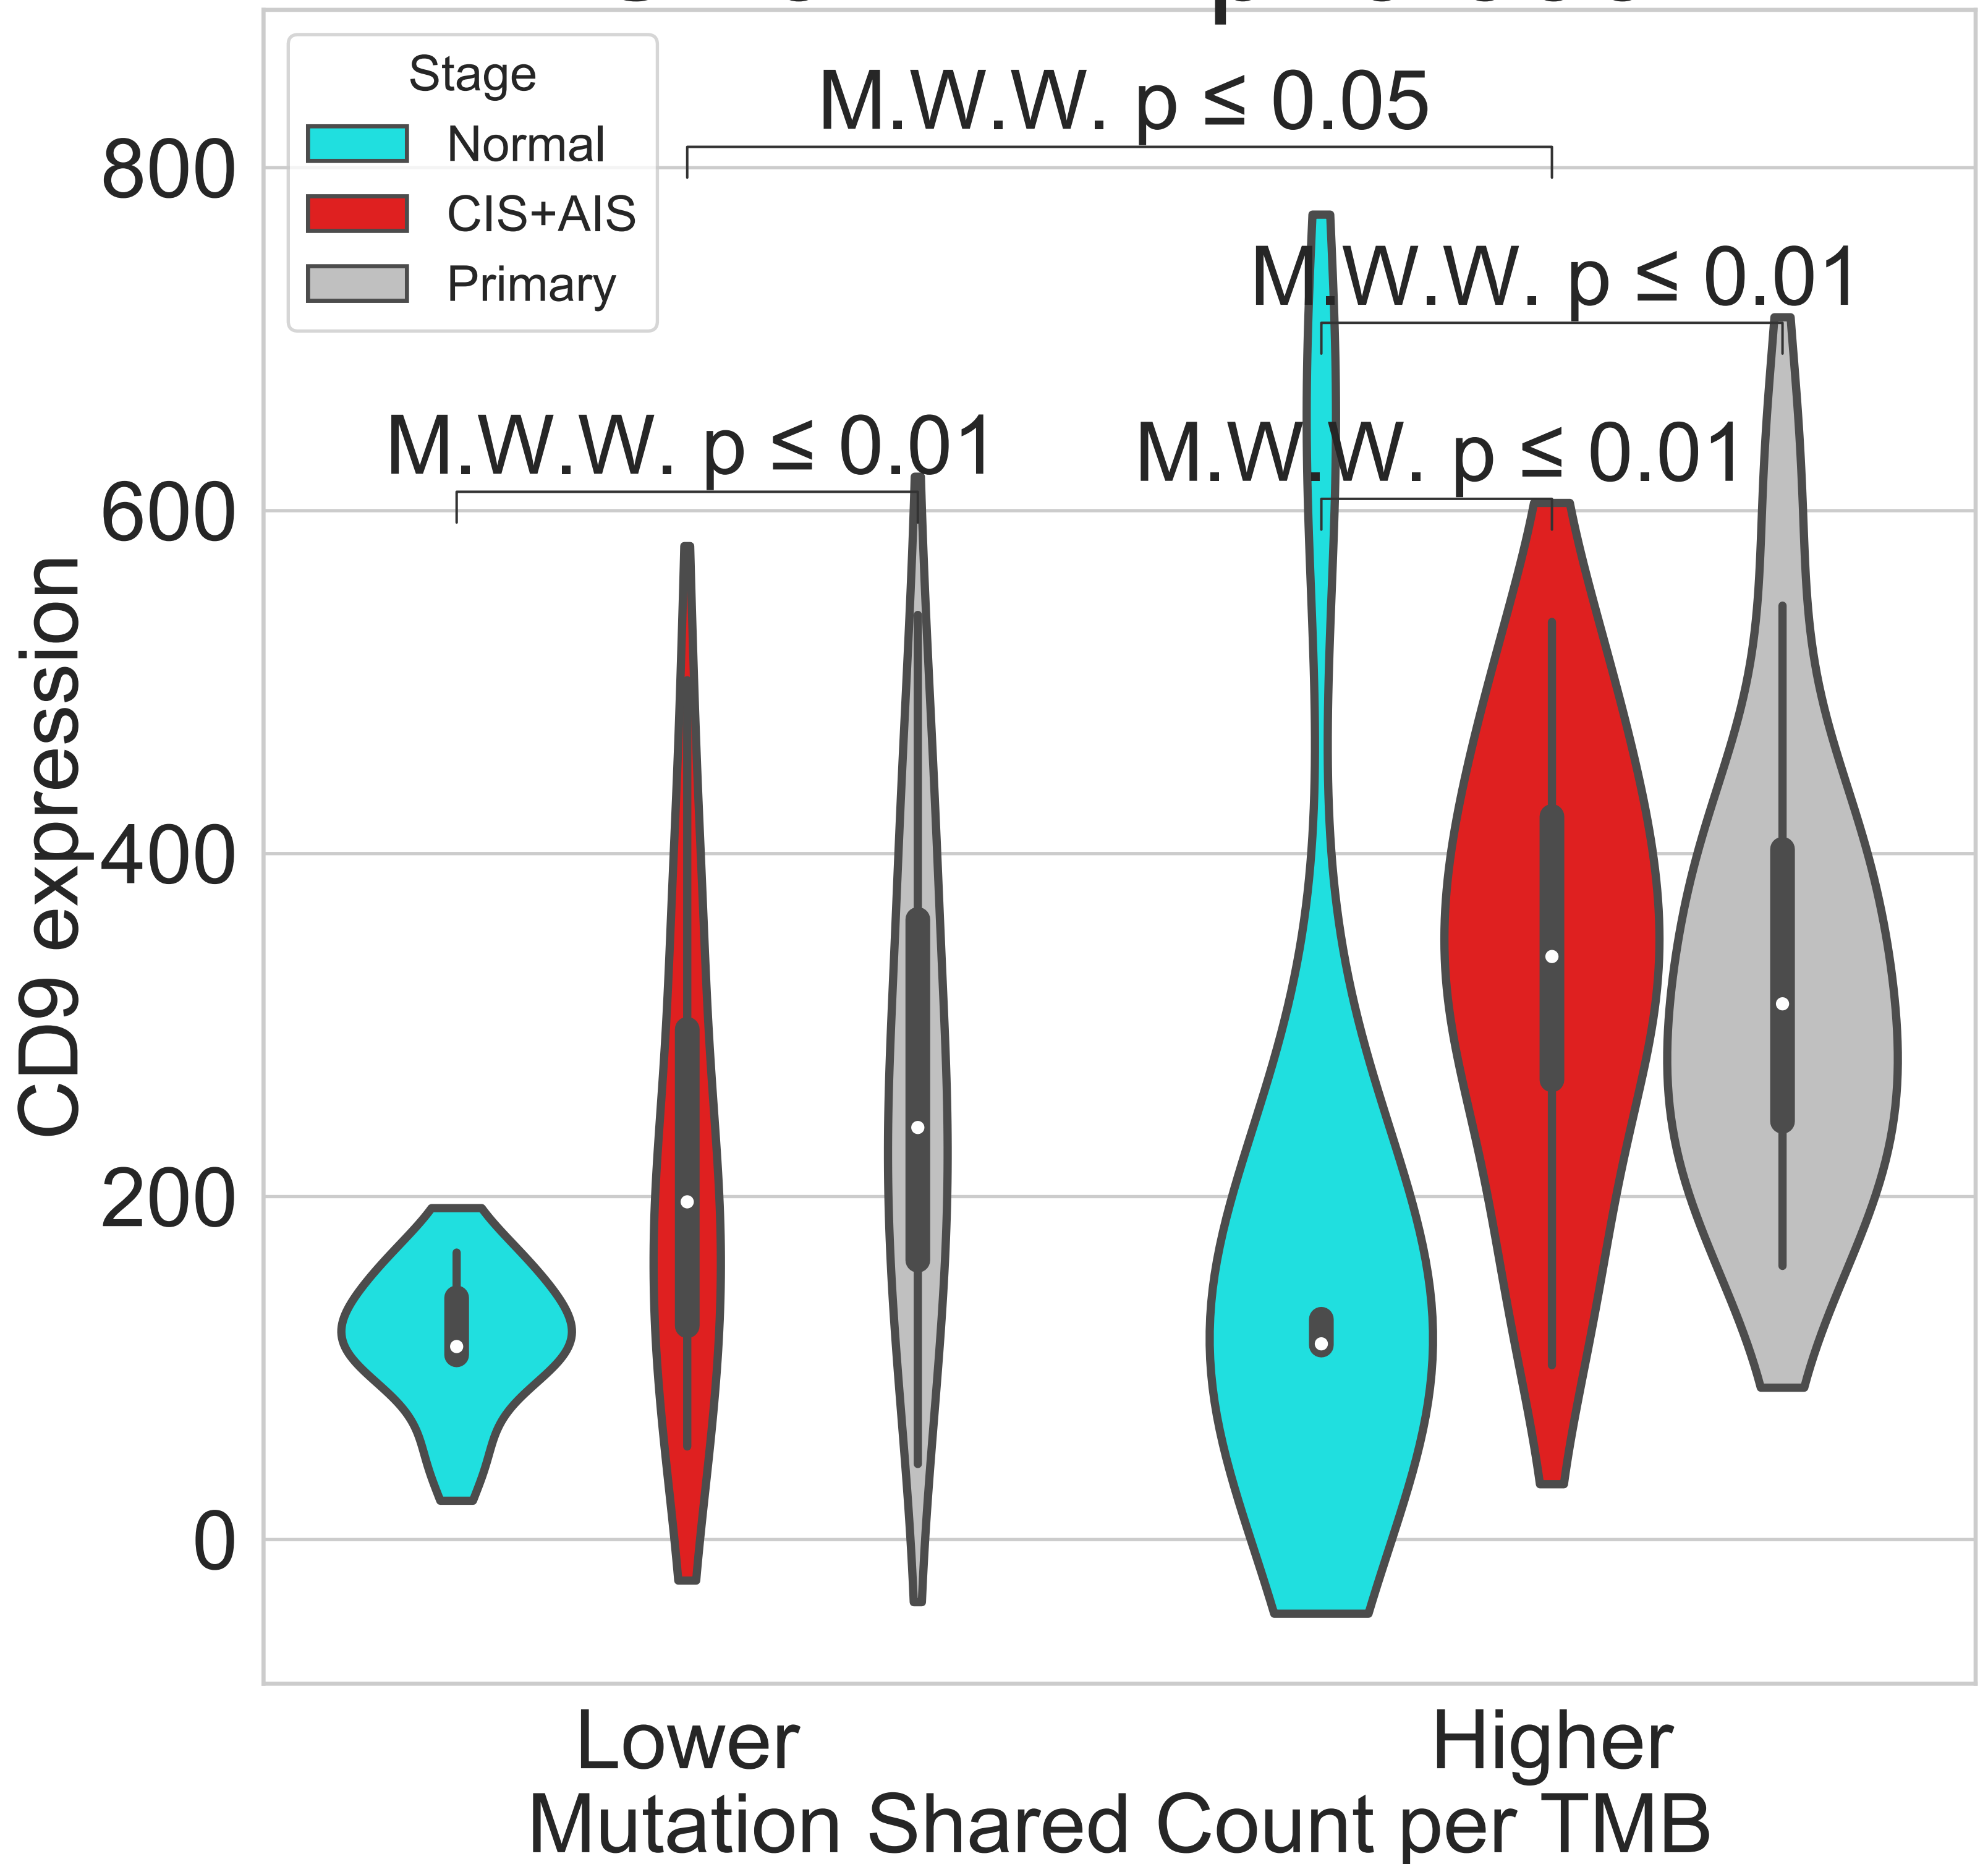 Stage
Normal
CIS+AIS
Primary
M.W.W. p ≤ 0.05
M.W.W. p ≤ 0.01
M.W.W. p ≤ 0.01
M.W.W. p ≤ 0.01
800
600
400
200
0
CD9 expression
Lower
Higher
Mutation Shared Count per TMB